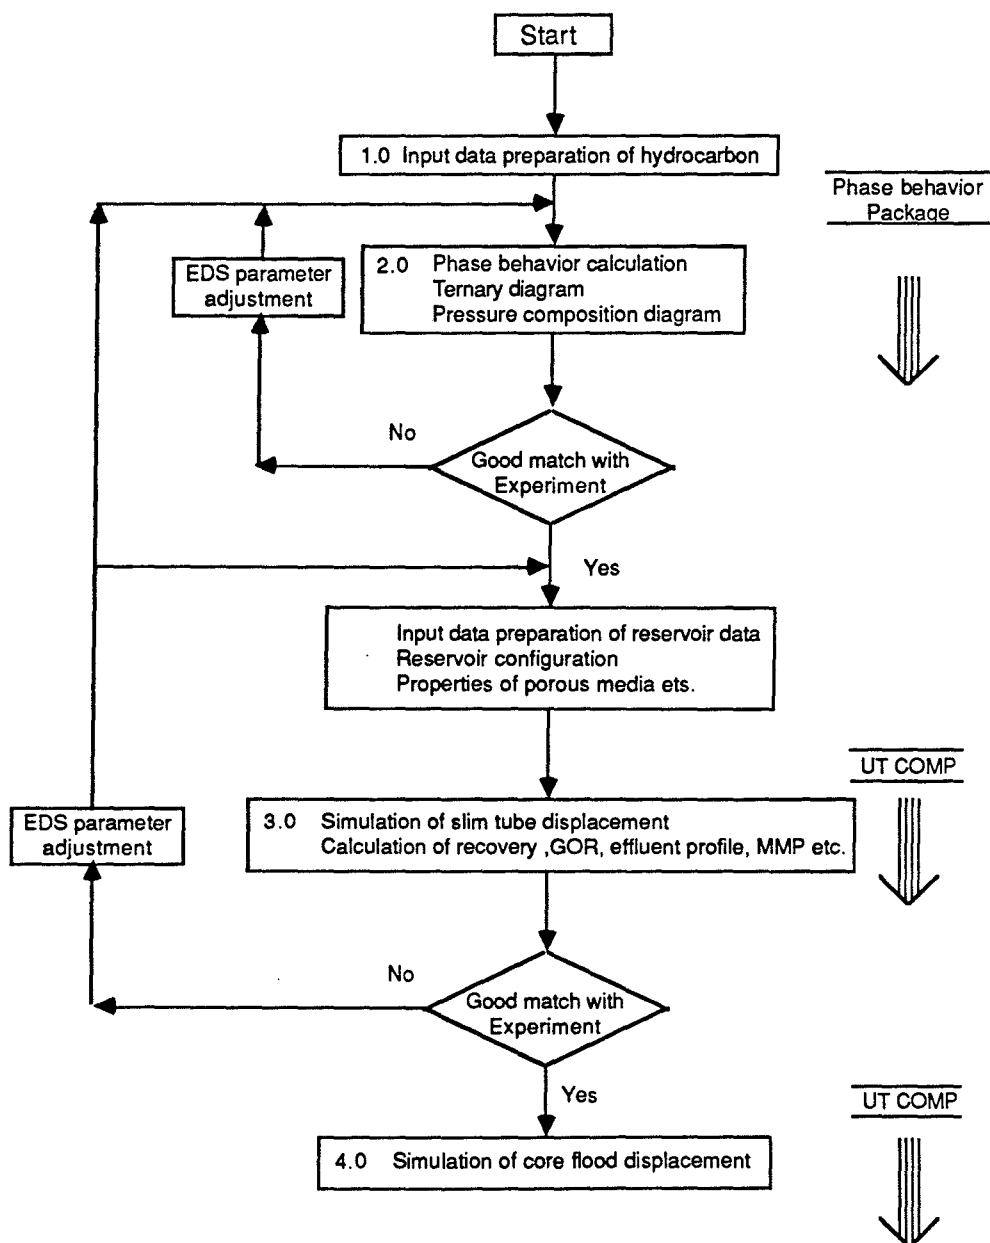 Start
1.0 Input data preparation of hydrocarbon
Phase behavior
Package
EDS parameter
adjustment
2.0 Phase behavior calculation
Ternary diagram
Pressure composition diagram
No
Good match with
Experiment
Yes
Input data preparation of reservoir data
Reservoir configuration
Properties of porous media ets.
UT COMP
EDS parameter
adjustment
3.0 Simulation of slim tube displacement
Calculation of recovery ,GOR, effluent profile, MMP etc.
No
Good match with
Experiment
Yes
UT COMP
4.0 Simulation of core flood displacement